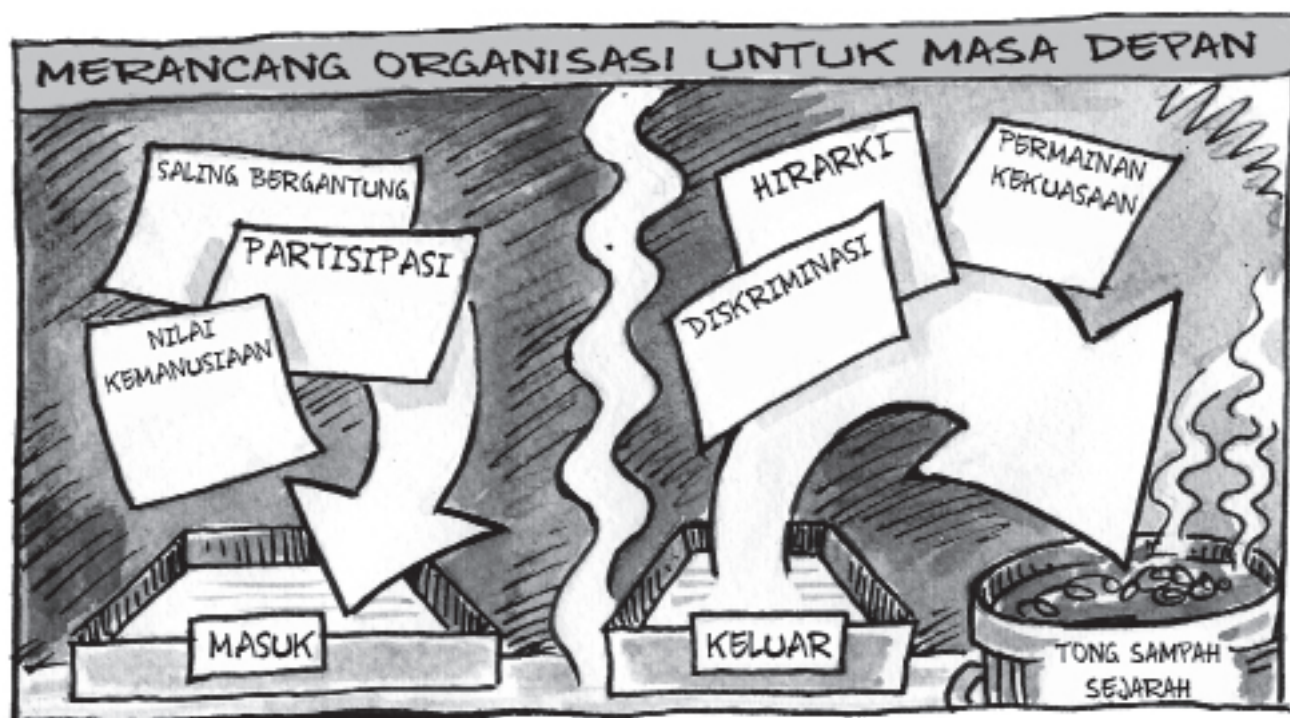 MERANCANG ORGANISASI UNTUK MASA DEPAN
SALING BERGANTUNG
PARTISIPASI
NILAI
KEMANUSIAAN
MASUK
HIRARKI
PERMAINAN
KEKUASAAN
DISKRIMINASI
KELUAR
TONG SAMPAH
SEJARAH